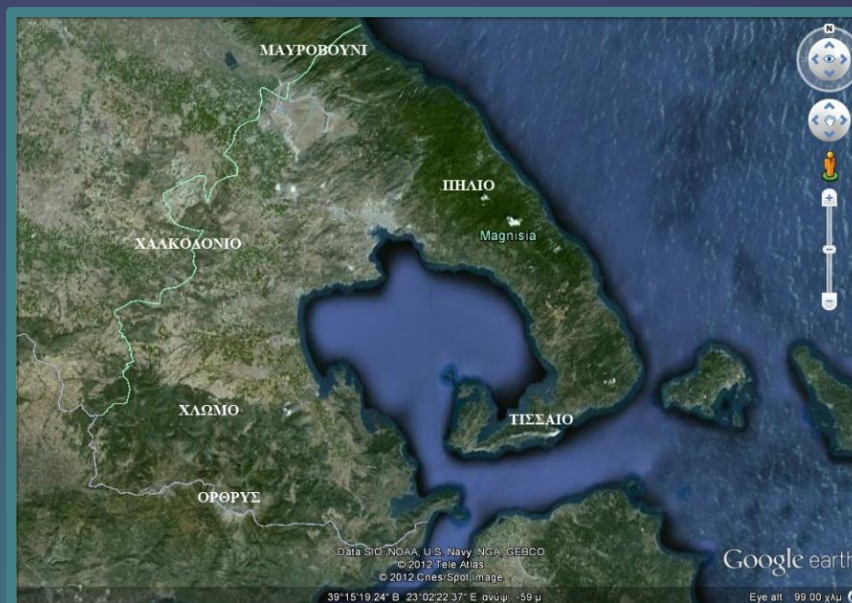 ΜΑΥΡΟΒΟΥΝΙ
N
ΠΗΛΙΟ
Magnisia
ΧΑΛΚΟΔΟΝΙΟ
ΧΛΩΜΟ
ΤΙΣΣΑΙΟ
ΟΡΘΡΥΣ
Data SIO, NOAA, U.S. Navy, NGA, GEBCO
© 2012 Tele Atlas
© 2012 Cnes/Spot Image
Google earth
39°15'19.24" Β 23°02'22.37" Ε ανύψ. -59 μ
Eye alt 99.00 χλμ